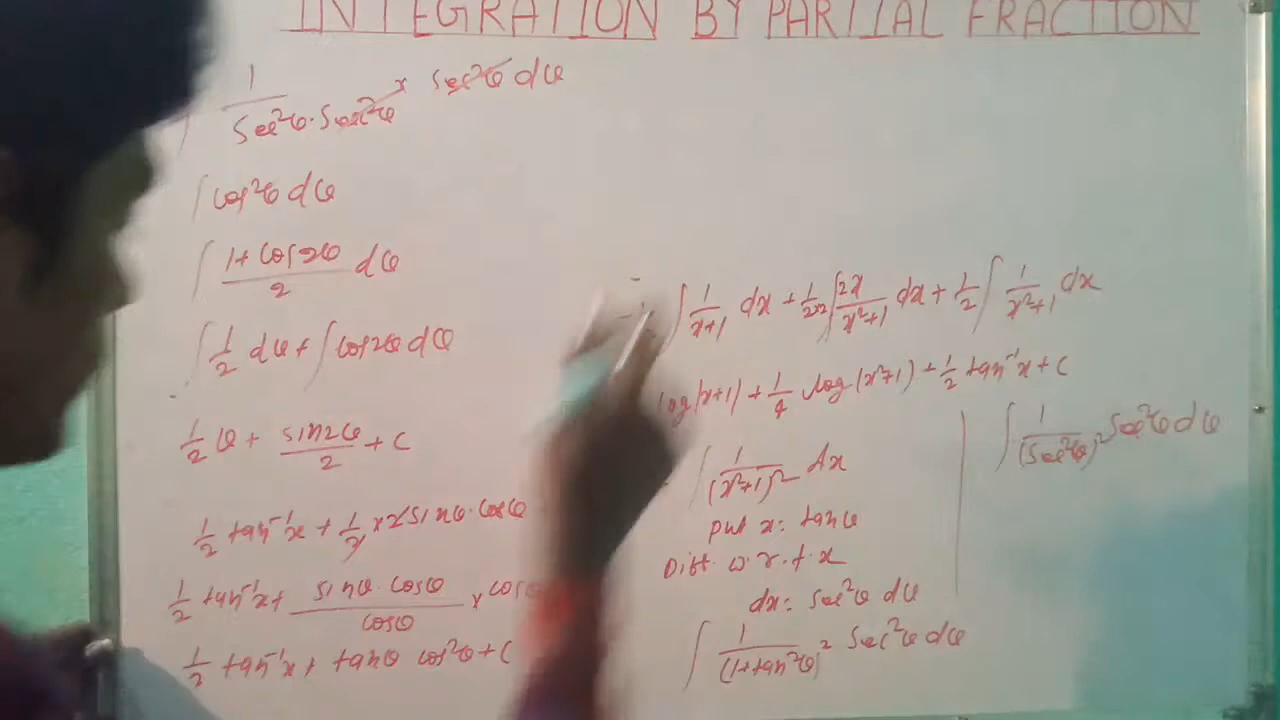 INTEGRATION BY PARTIAL FRACTION
∫ 1/(Sec²θ·Sec²θ) × Sec²θ dθ
∫ cos²θ dθ
∫ (1+cos2θ)/2 dθ
∫ 1/2 dθ + ∫ cos2θ dθ
1/2 θ + sin2θ/2 + c
1/2 tan⁻¹x + 1/2 × 2sinθ·cosθ
1/2 tan⁻¹x + (sinθ·cosθ)/cosθ × cosθ
1/2 tan⁻¹x + tanθ cos²θ + c
∫ 1/(x+1) dx + 1/(2×2) ∫ 2x/(x²+1) dx + 1/2 ∫ 1/(x²+1) dx
log|x+1| + 1/4 log(x²+1) + 1/2 tan⁻¹x + c
∫ 1/(x²+1)² dx
put x = tanθ
Diff. w.r.t x
dx = sec²θ dθ
∫ 1/(1+tan²θ)² Sec²θ dθ
∫ 1/(Sec²θ)² Sec²θ dθ